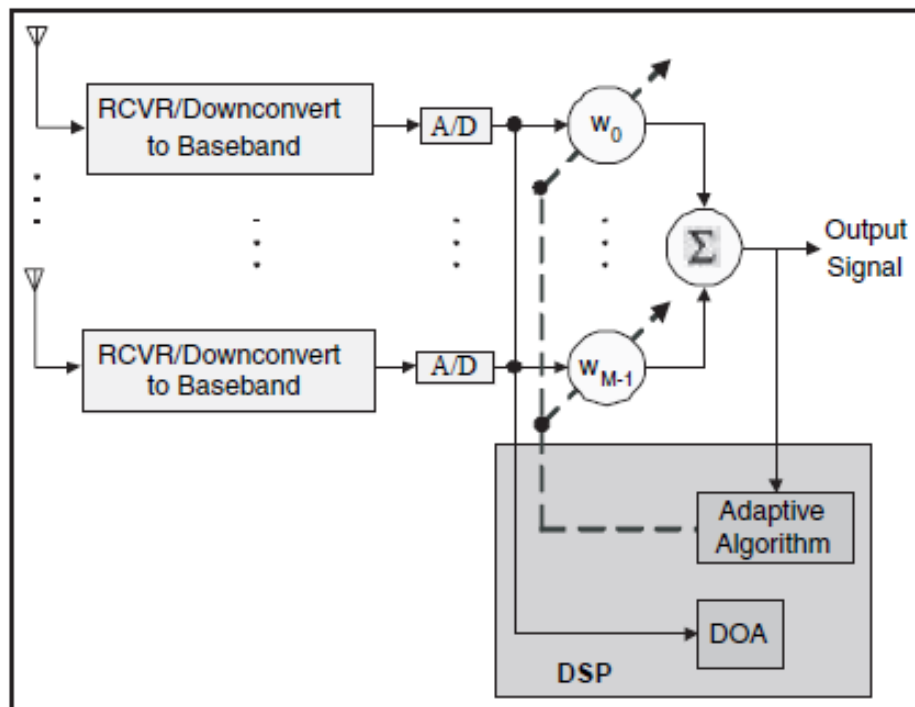 RCVR/Downconvert
to Baseband
A/D
w0
Σ
Output
Signal
RCVR/Downconvert
to Baseband
A/D
wM-1
Adaptive
Algorithm
DOA
DSP